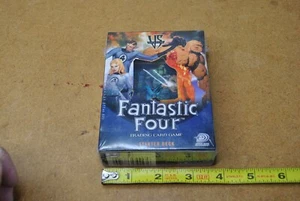 VS
Fantastic
Four
TRADING CARD GAME
STARTER DECK
1 2 3 4 5 6